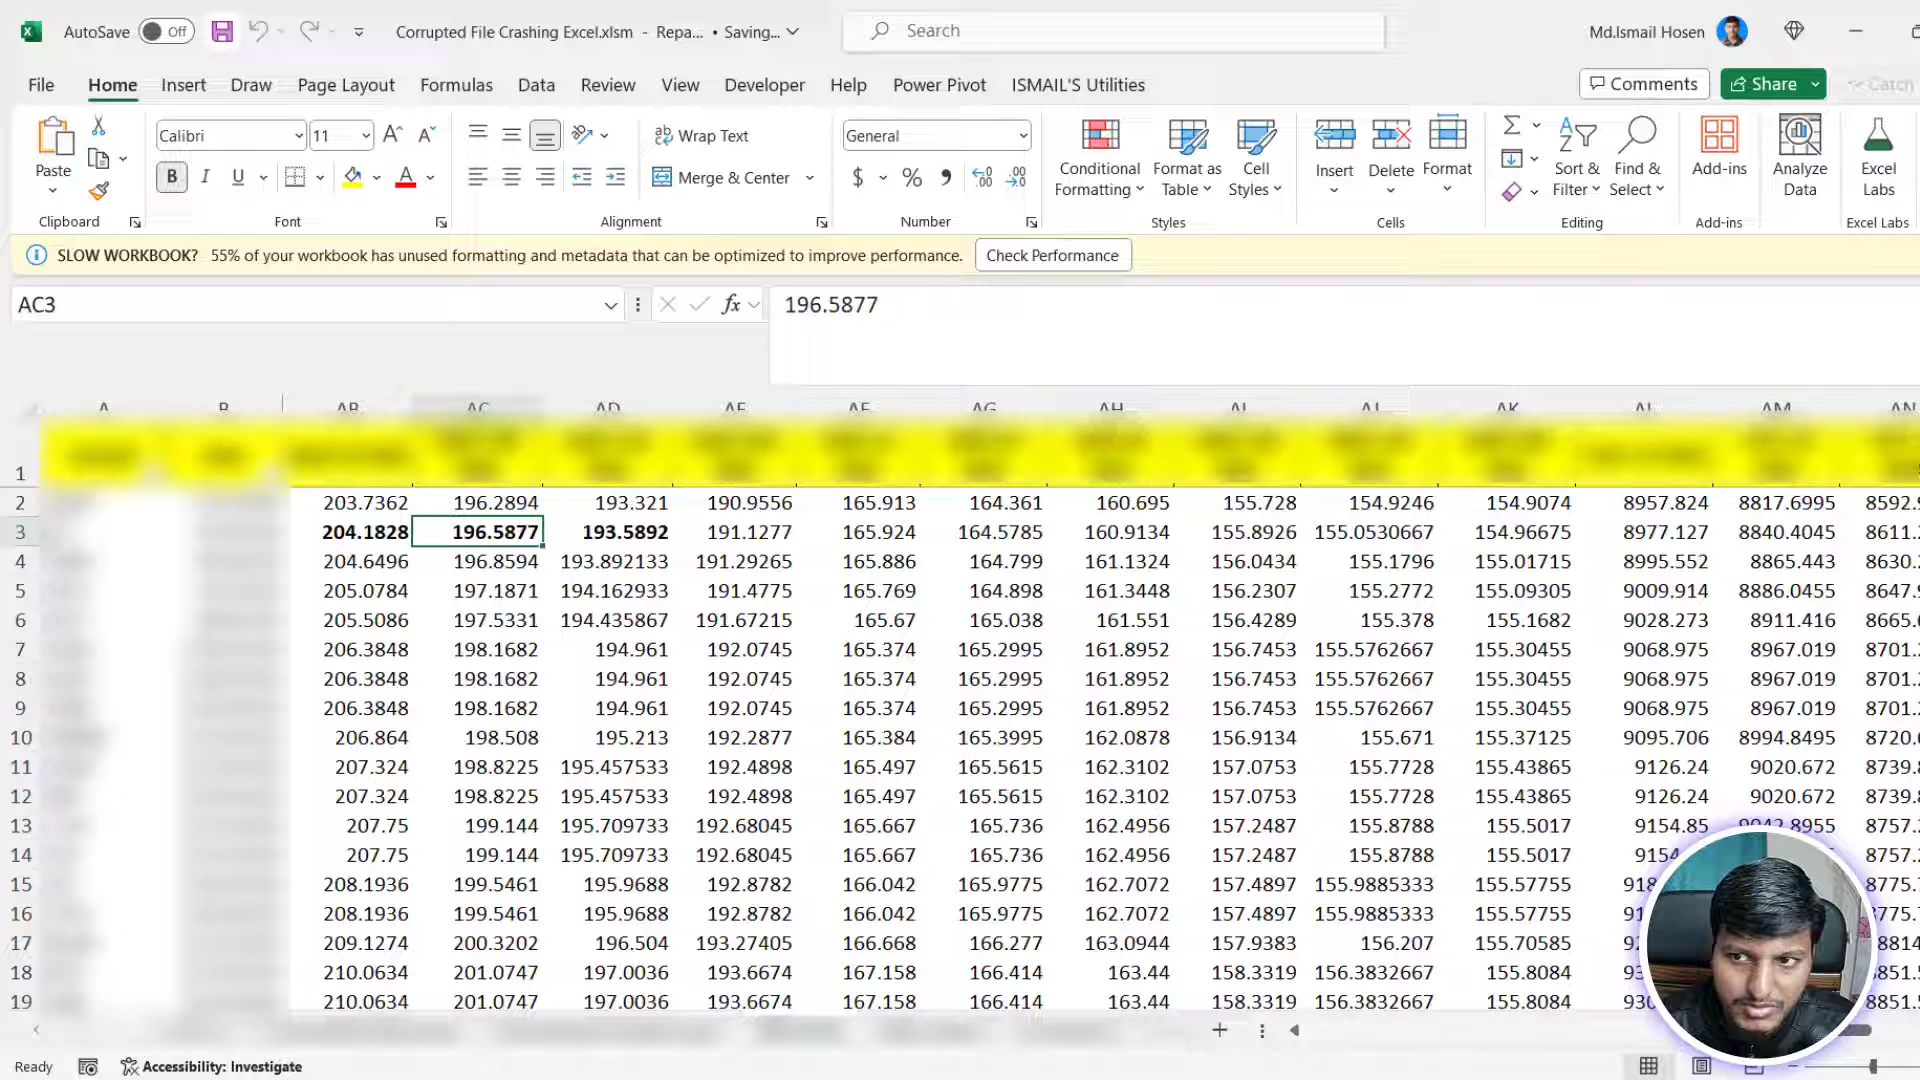 AutoSave Off Corrupted File Crashing Excel.xlsm - Repa... • Saving... Search Md.Ismail Hosen
File Home Insert Draw Page Layout Formulas Data Review View Developer Help Power Pivot ISMAIL'S Utilities Comments Share Catch
Paste Calibri 11 Wrap Text General Conditional Formatting Format as Table Cell Styles Insert Delete Format Sort & Filter Find & Select Add-ins Analyze Data Excel Labs
B I U A Merge & Center $ % 9
Clipboard Font Alignment Number Styles Cells Editing Add-ins Excel Labs
SLOW WORKBOOK? 55% of your workbook has unused formatting and metadata that can be optimized to improve performance. Check Performance
AC3 fx 196.5877
A B AB AC AD AE AF AG AH AI AJ AK AL AM AN
1
2 203.7362 196.2894 193.321 190.9556 165.913 164.361 160.695 155.728 154.9246 154.9074 8957.824 8817.6995
3 204.1828 196.5877 193.5892 191.1277 165.924 164.5785 160.9134 155.8926 155.0530667 154.96675 8977.127 8840.4045
4 204.6496 196.8594 193.892133 191.29265 165.886 164.799 161.1324 156.0434 155.1796 155.01715 8995.552 8865.443
5 205.0784 197.1871 194.162933 191.4775 165.769 164.898 161.3448 156.2307 155.2772 155.09305 9009.914 8886.0455
6 205.5086 197.5331 194.435867 191.67215 165.67 165.038 161.551 156.4289 155.378 155.1682 9028.273 8911.416
7 206.3848 198.1682 194.961 192.0745 165.374 165.2995 161.8952 156.7453 155.5762667 155.30455 9068.975 8967.019
8 206.3848 198.1682 194.961 192.0745 165.374 165.2995 161.8952 156.7453 155.5762667 155.30455 9068.975 8967.019
9 206.3848 198.1682 194.961 192.0745 165.374 165.2995 161.8952 156.7453 155.5762667 155.30455 9068.975 8967.019
10 206.864 198.508 195.213 192.2877 165.384 165.3995 162.0878 156.9134 155.671 155.37125 9095.706 8994.8495
11 207.324 198.8225 195.457533 192.4898 165.497 165.5615 162.3102 157.0753 155.7728 155.43865 9126.24 9020.672
12 207.324 198.8225 195.457533 192.4898 165.497 165.5615 162.3102 157.0753 155.7728 155.43865 9126.24 9020.672
13 207.75 199.144 195.709733 192.68045 165.667 165.736 162.4956 157.2487 155.8788 155.5017 9154.85 9042.8955
14 207.75 199.144 195.709733 192.68045 165.667 165.736 162.4956 157.2487 155.8788 155.5017
15 208.1936 199.5461 195.9688 192.8782 166.042 165.9775 162.7072 157.4897 155.9885333 155.57755
16 208.1936 199.5461 195.9688 192.8782 166.042 165.9775 162.7072 157.4897 155.9885333 155.57755
17 209.1274 200.3202 196.504 193.27405 166.668 166.277 163.0944 157.9383 156.207 155.70585
18 210.0634 201.0747 197.0036 193.6674 167.158 166.414 163.44 158.3319 156.3832667 155.8084
19 210.0634 201.0747 197.0036 193.6674 167.158 166.414 163.44 158.3319 156.3832667 155.8084
Ready Accessibility: Investigate